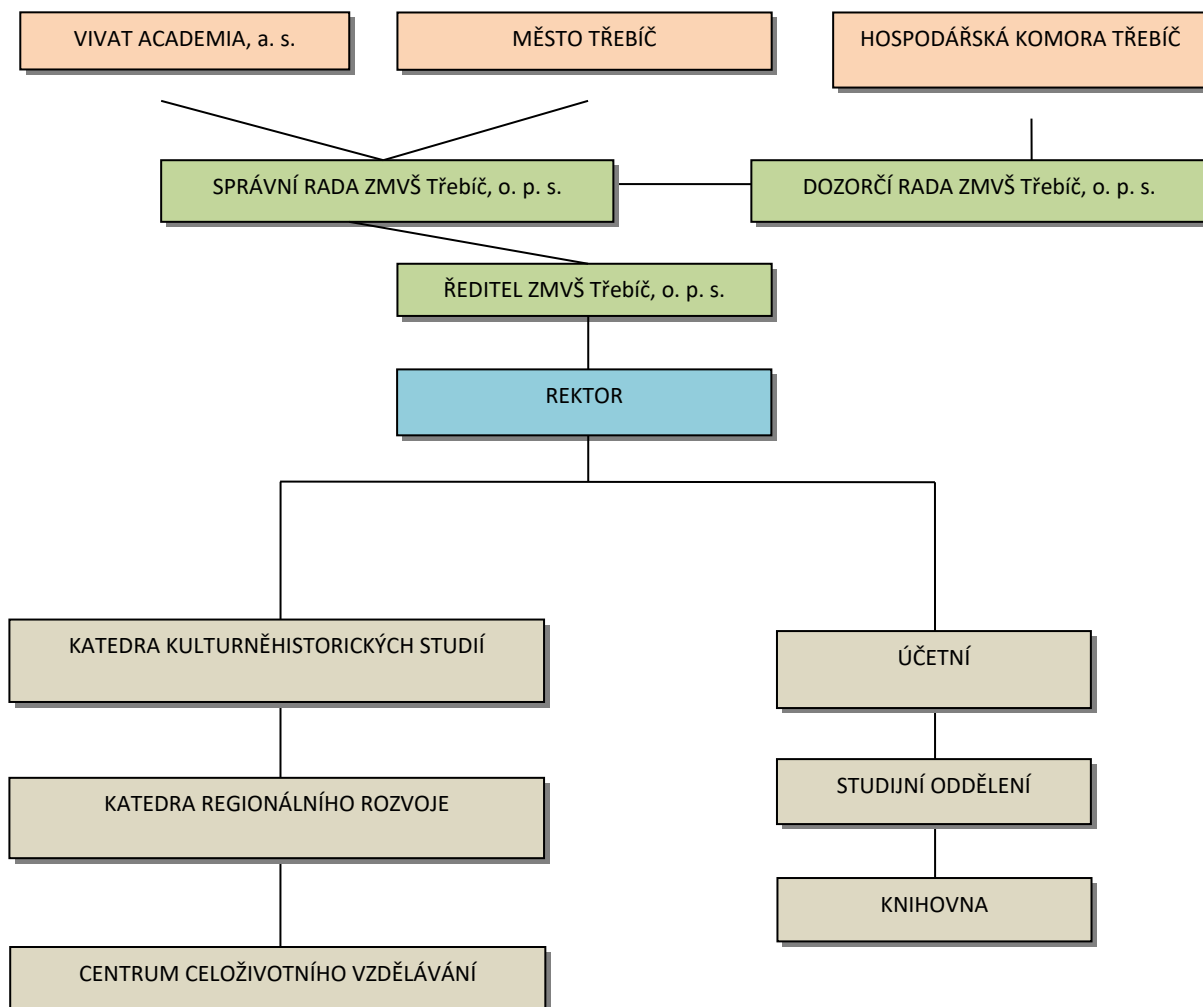 VIVAT ACADEMIA, a. s.
MĚSTO TŘEBÍČ
HOSPODÁŘSKÁ KOMORA TŘEBÍČ
SPRÁVNÍ RADA ZMVŠ Třebíč, o. p. s.
DOZORČÍ RADA ZMVŠ Třebíč, o. p. s.
ŘEDITEL ZMVŠ Třebíč, o. p. s.
REKTOR
KATEDRA KULTURNĚHISTORICKÝCH STUDIÍ
ÚČETNÍ
KATEDRA REGIONÁLNÍHO ROZVOJE
STUDIJNÍ ODDĚLENÍ
KNIHOVNA
CENTRUM CELOŽIVOTNÍHO VZDĚLÁVÁNÍ